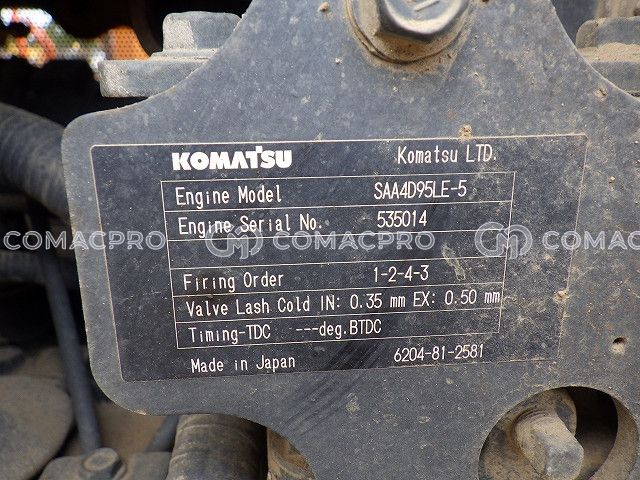 KOMATSU Komatsu LTD.
Engine Model SAA4D95LE-5
Engine Serial No. 535014
COMACPRO COMACPRO COMACPRO
Firing Order 1-2-4-3
Valve Lash Cold IN: 0.35 mm EX: 0.50 mm
Timing-TDC ---deg.BTDC
Made in Japan 6204-81-2581